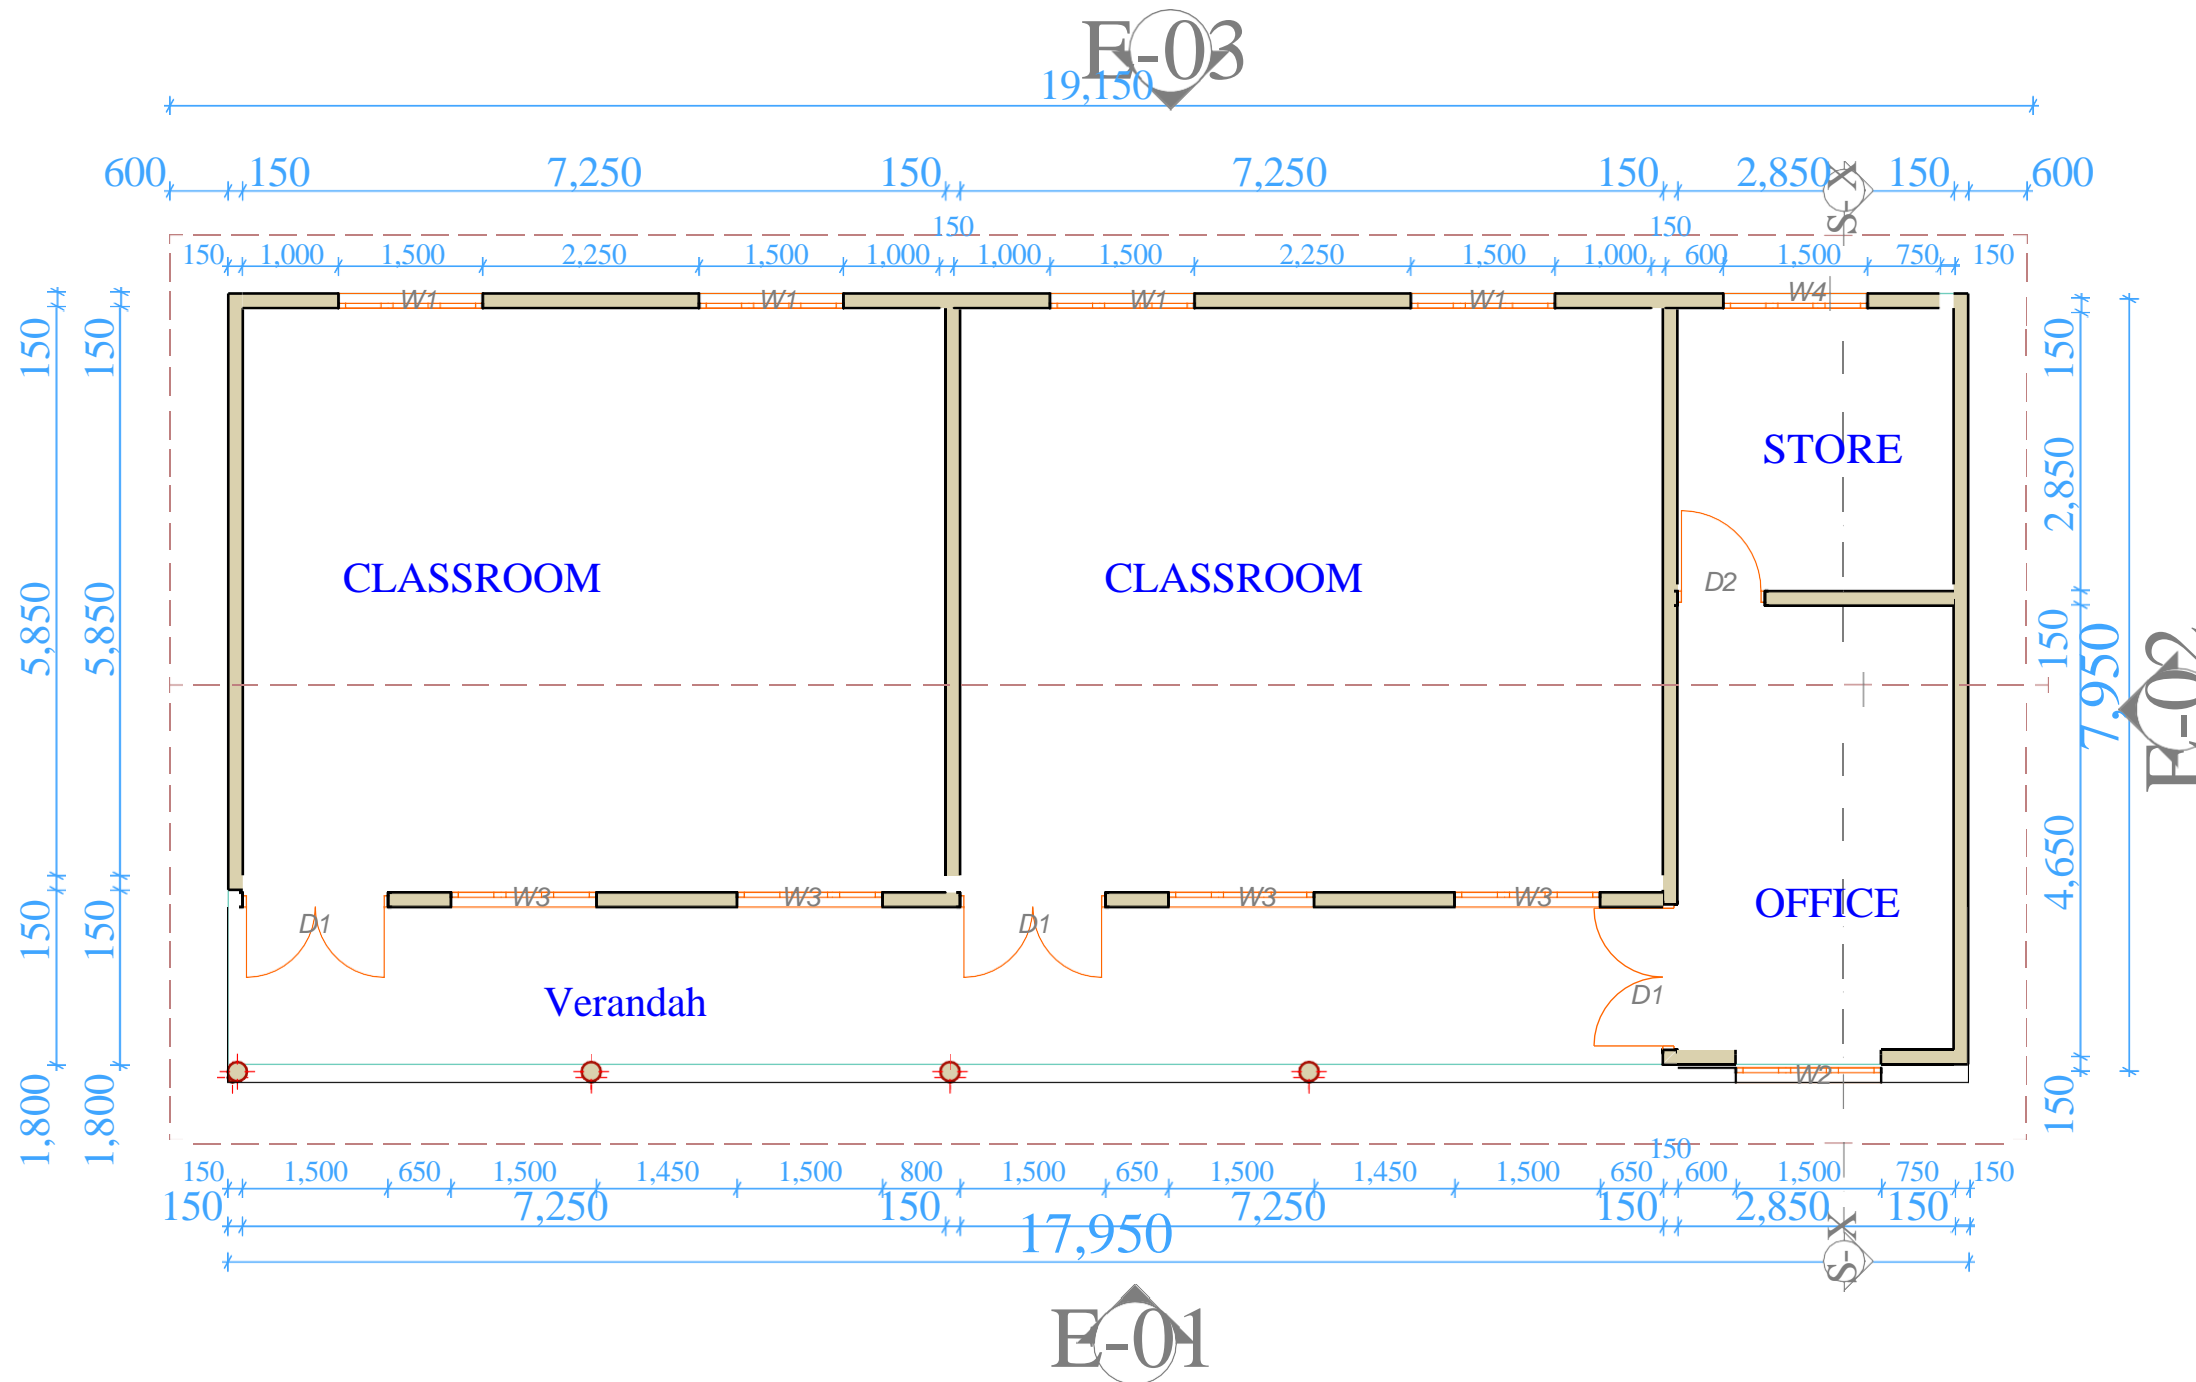 E-03
19,150
600 150 7,250 150 7,250 150 2,850 150 600
S-X
150 150
150 1,000 1,500 2,250 1,500 1,000 1,000 1,500 2,250 1,500 1,000 600 1,500 750 150
W1 W1 W1 W1 W4
150 150 150
STORE
2,850
CLASSROOM CLASSROOM D2
5,850 5,850 150
7,950
4,650
W3 W3 W3 W3 OFFICE
D1 D1
150 150
Verandah D1
W2
1,800 1,800 150
150
150 1,500 650 1,500 1,450 1,500 800 1,500 650 1,500 1,450 1,500 650 600 1,500 750 150
150 7,250 150 7,250 150 2,850 150
17,950
S-X
E-01